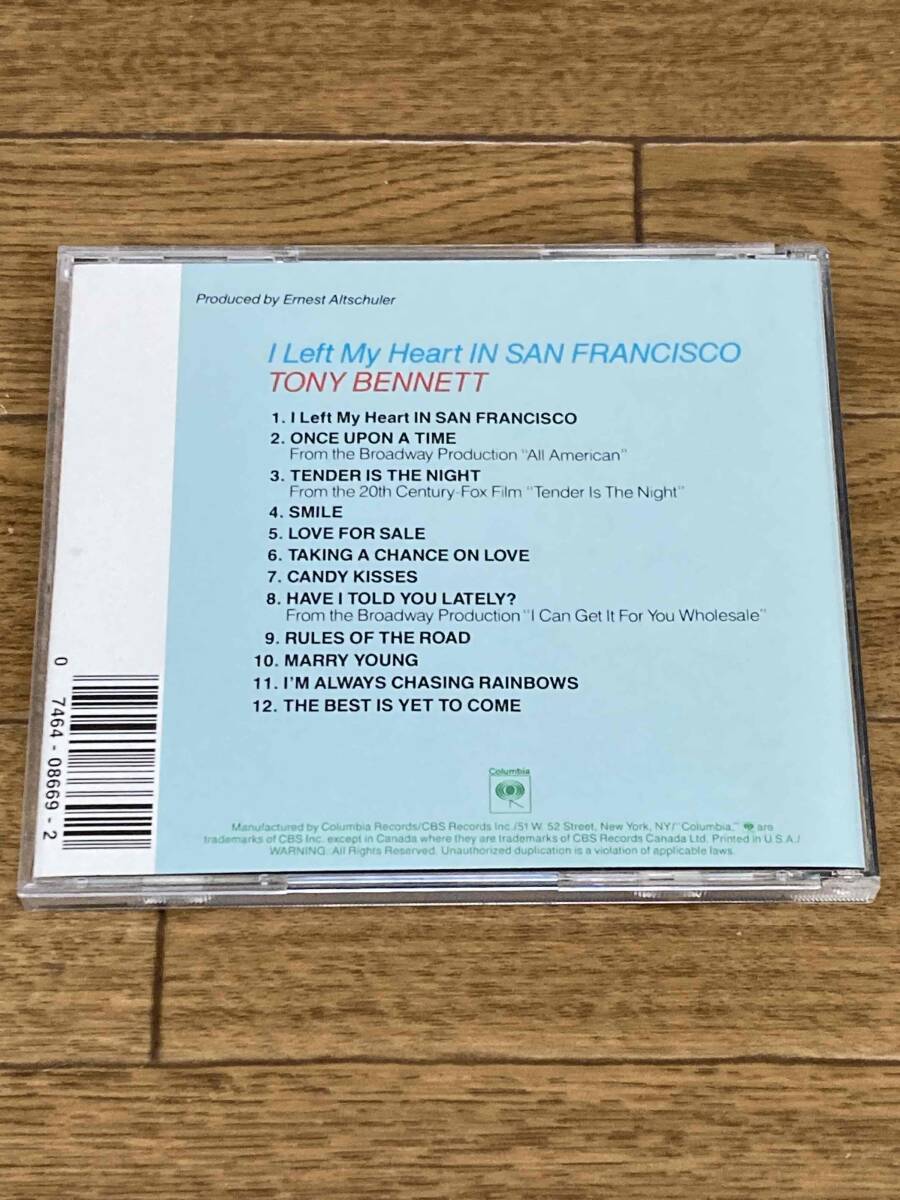 Produced by Ernest Altschuler
I Left My Heart IN SAN FRANCISCO
TONY BENNETT
1. I Left My Heart IN SAN FRANCISCO
2. ONCE UPON A TIME
From the Broadway Production "All American"
3. TENDER IS THE NIGHT
From the 20th Century-Fox Film "Tender Is The Night"
4. SMILE
5. LOVE FOR SALE
6. TAKING A CHANCE ON LOVE
7. CANDY KISSES
8. HAVE I TOLD YOU LATELY?
From the Broadway Production "I Can Get It For You Wholesale"
9. RULES OF THE ROAD
10. MARRY YOUNG
11. I'M ALWAYS CHASING RAINBOWS
12. THE BEST IS YET TO COME
0 7464-08669-2
Columbia
Manufactured by Columbia Records/CBS Records Inc./51 W. 52 Street, New York, NY/"Columbia," are
trademarks of CBS Inc. except in Canada where they are trademarks of CBS Records Canada Ltd. Printed in U.S.A./
WARNING: All Rights Reserved. Unauthorized duplication is a violation of applicable laws.